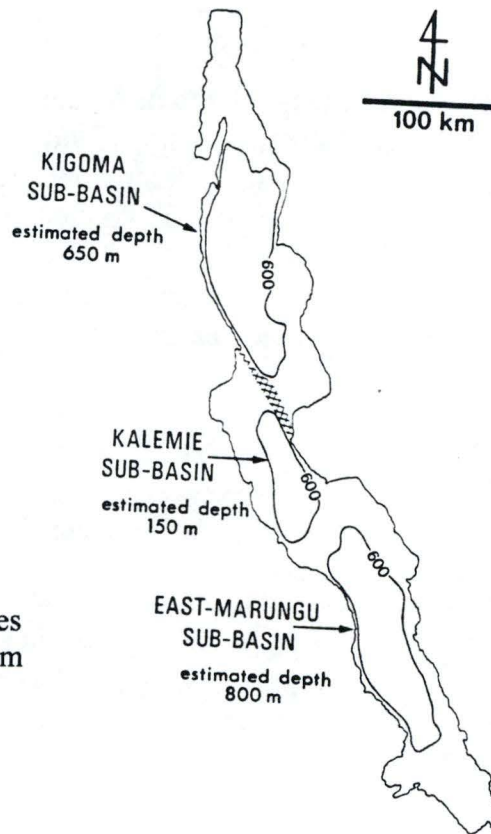 N
100 km
KIGOMA
SUB-BASIN
estimated depth
650 m
600
KALEMIE
SUB-BASIN
estimated depth
150 m
600
600
EAST-MARUNGU
SUB-BASIN
estimated depth
800 m
es
m